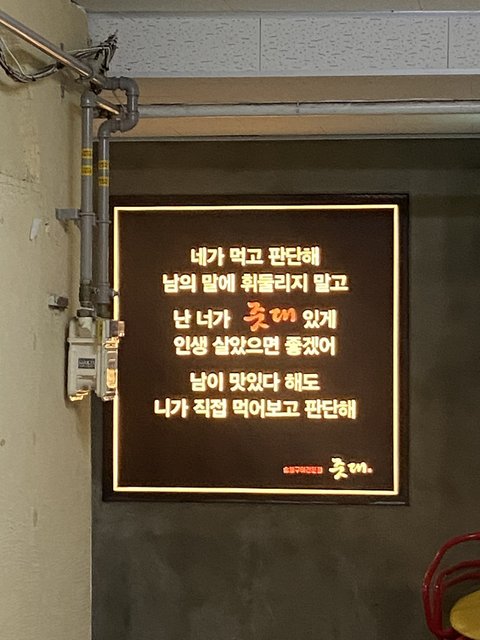 네가 먹고 판단해
남의 말에 휘둘리지 말고
난 너가 줏대 있게
인생 살았으면 좋겠어
남이 맛있다 해도
니가 직접 먹어보고 판단해
줏대